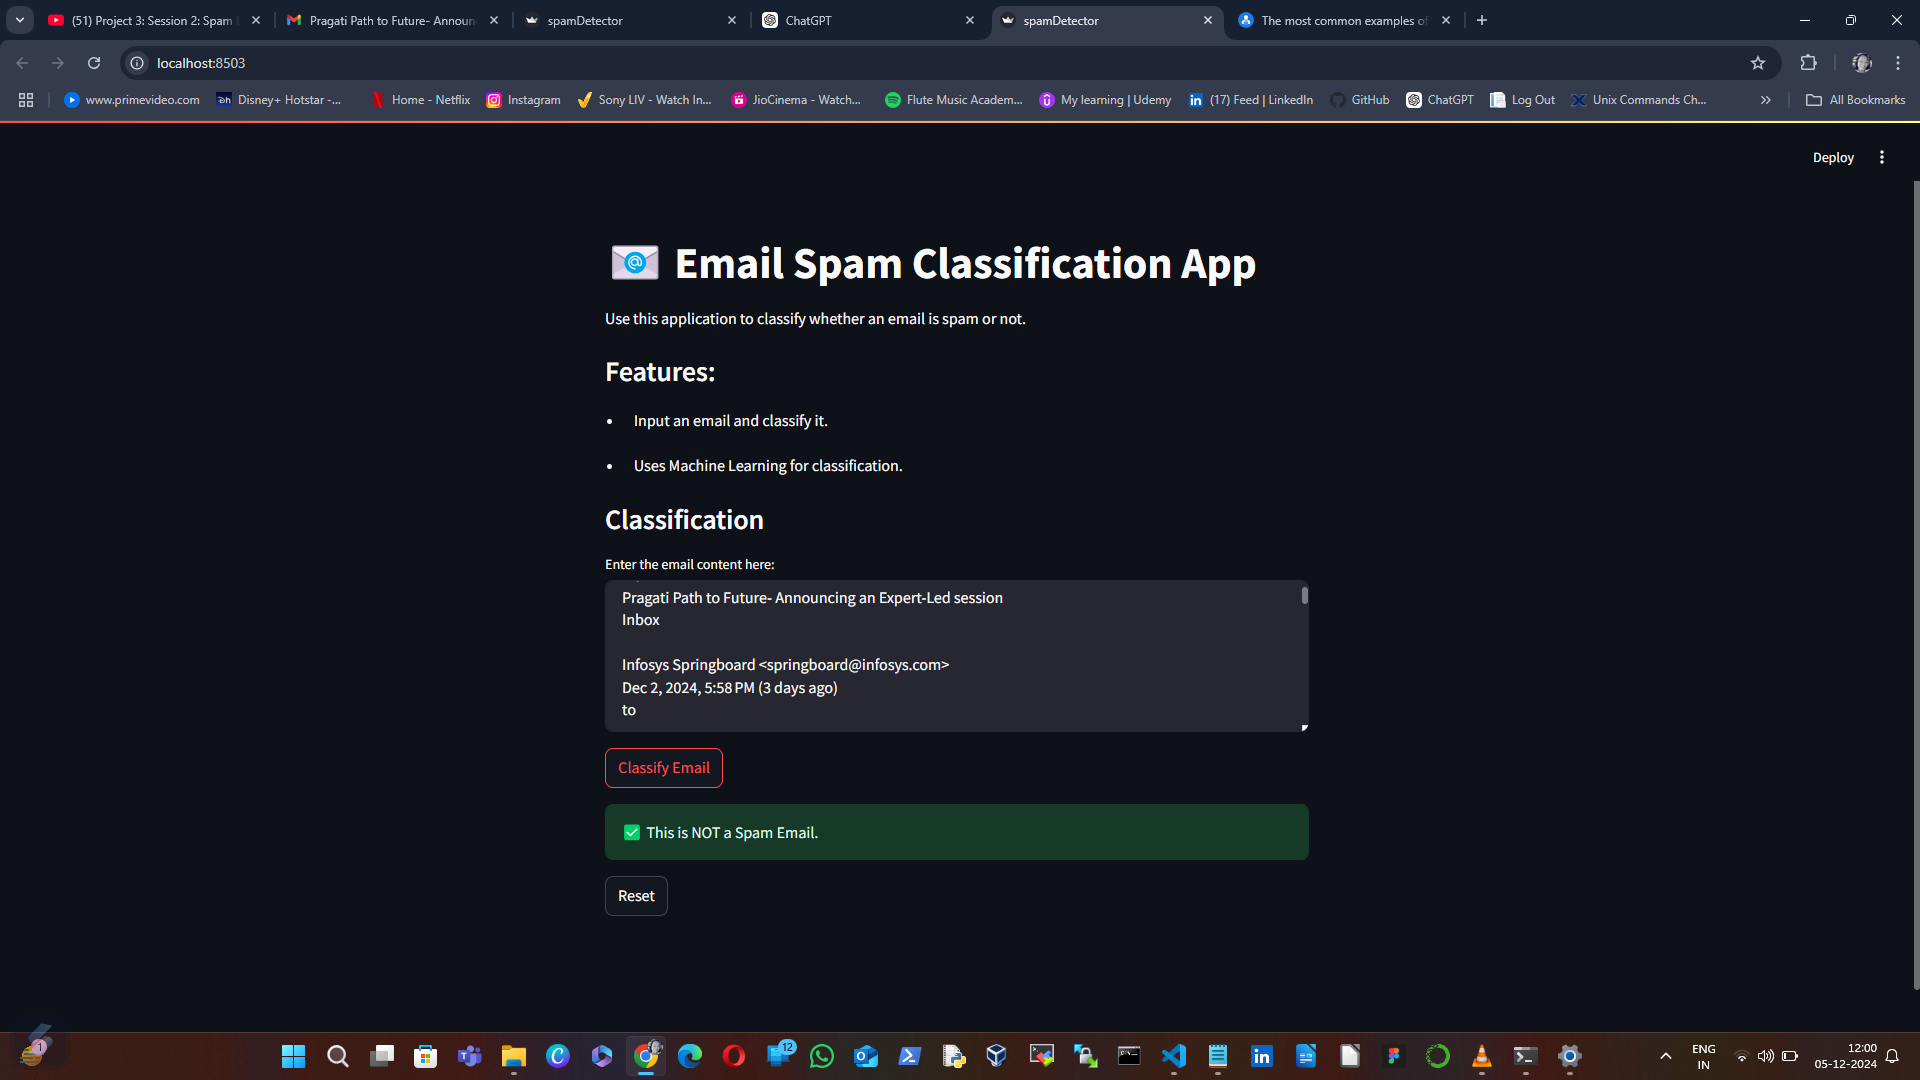 (51) Project 3: Session 2: Spam
Pragati Path to Future- Announ
spamDetector
ChatGPT
spamDetector
The most common examples of
localhost:8503
www.primevideo.com
Disney+ Hotstar -...
Home - Netflix
Instagram
Sony LIV - Watch In...
JioCinema - Watch...
Flute Music Academ...
My learning | Udemy
(17) Feed | LinkedIn
GitHub
ChatGPT
Log Out
Unix Commands Ch...
All Bookmarks
Deploy
Email Spam Classification App
Use this application to classify whether an email is spam or not.
Features:
• Input an email and classify it.
• Uses Machine Learning for classification.
Classification
Enter the email content here:
Pragati Path to Future- Announcing an Expert-Led session
Inbox
Infosys Springboard <springboard@infosys.com>
Dec 2, 2024, 5:58 PM (3 days ago)
to
Classify Email
This is NOT a Spam Email.
Reset
1
12
ENG
IN
12:00
05-12-2024